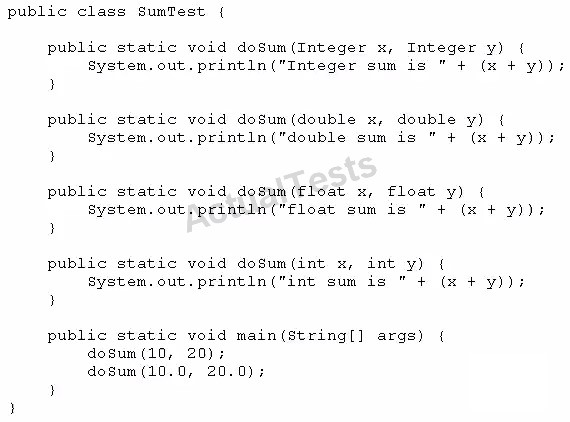 public class SumTest {
public static void doSum(Integer x, Integer y) {
System.out.println("Integer sum is " + (x + y));
}
public static void doSum(double x, double y) {
System.out.println("double sum is " + (x + y));
}
ActualTests
public static void doSum(float x, float y) {
System.out.println("float sum is " + (x + y));
}
public static void doSum(int x, int y) {
System.out.println("int sum is " + (x + y));
}
public static void main(String[] args) {
doSum(10, 20);
doSum(10.0, 20.0);
}
}